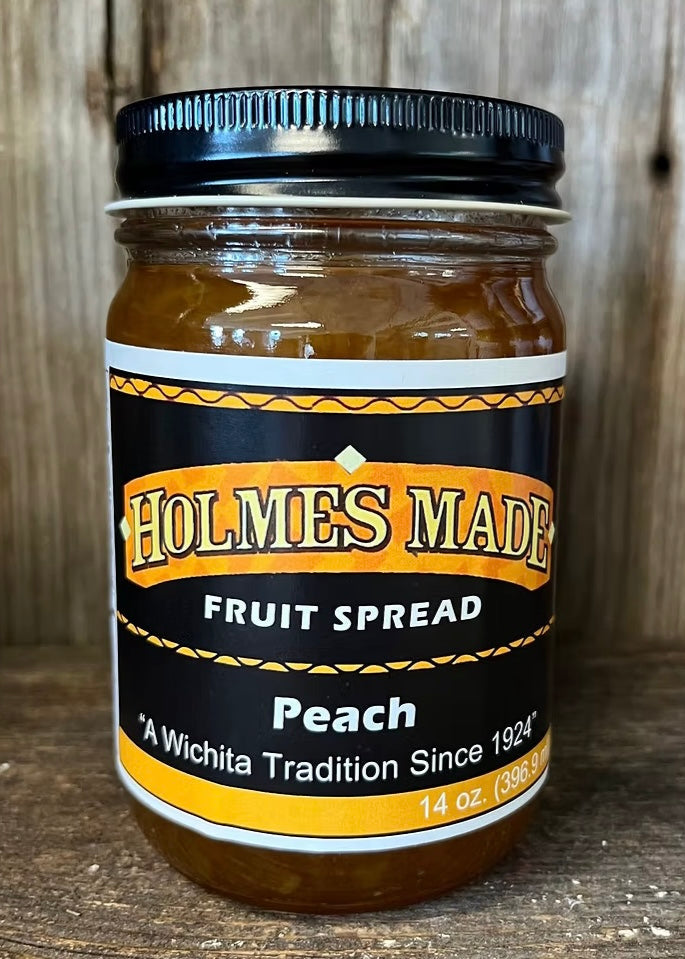 HOLMES MADE
FRUIT SPREAD
Peach
"A Wichita Tradition Since 1924"
14 oz. (396.9 m